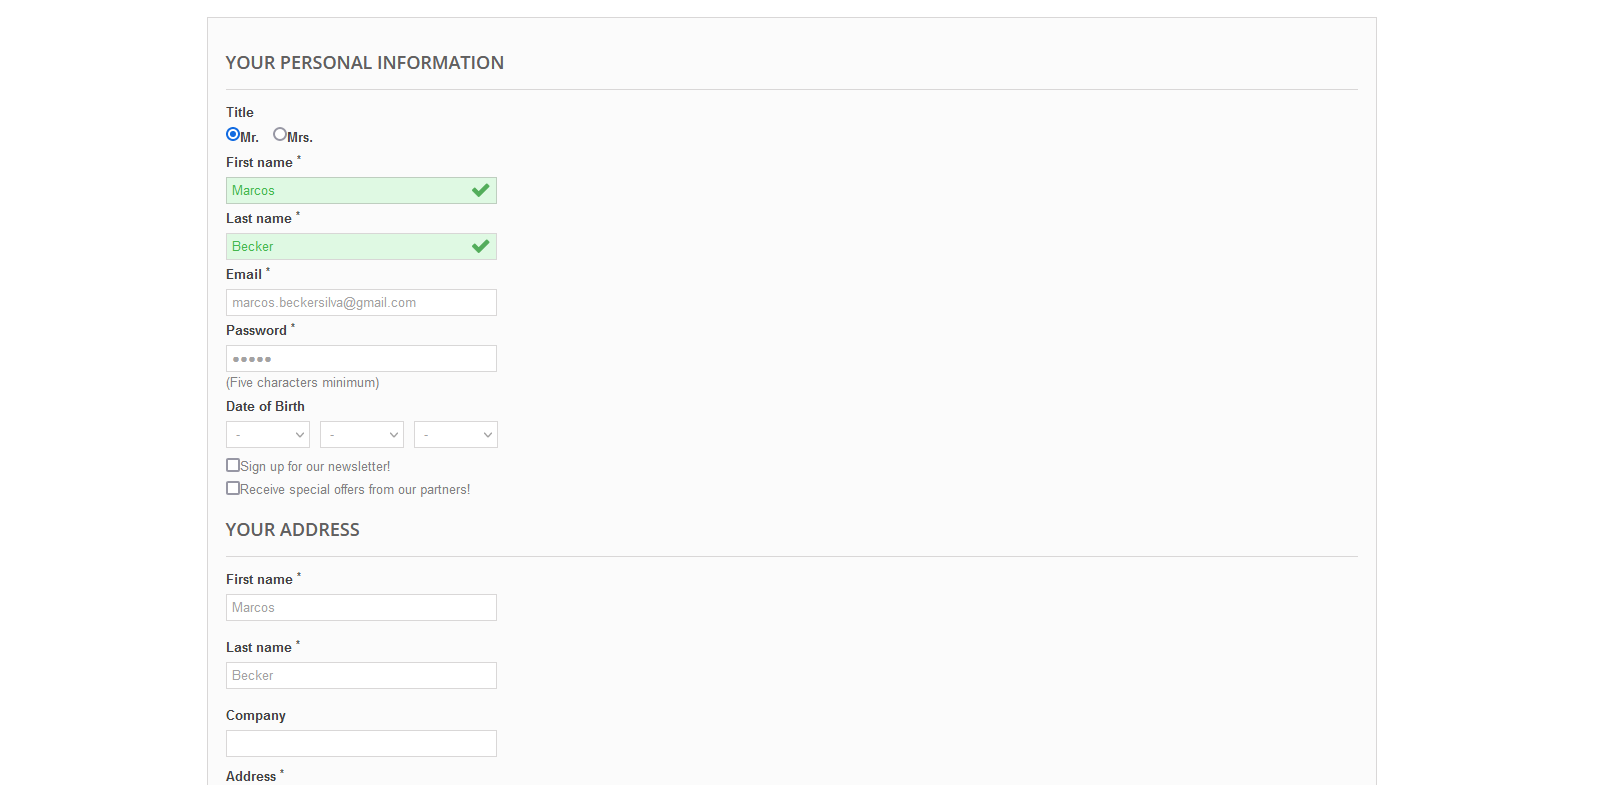 YOUR PERSONAL INFORMATION
Title
Mr. Mrs.
First name *
Marcos
Last name *
Becker
Email *
marcos.beckersilva@gmail.com
Password *
●●●●●
(Five characters minimum)
Date of Birth
- - -
Sign up for our newsletter!
Receive special offers from our partners!
YOUR ADDRESS
First name *
Marcos
Last name *
Becker
Company
Address *